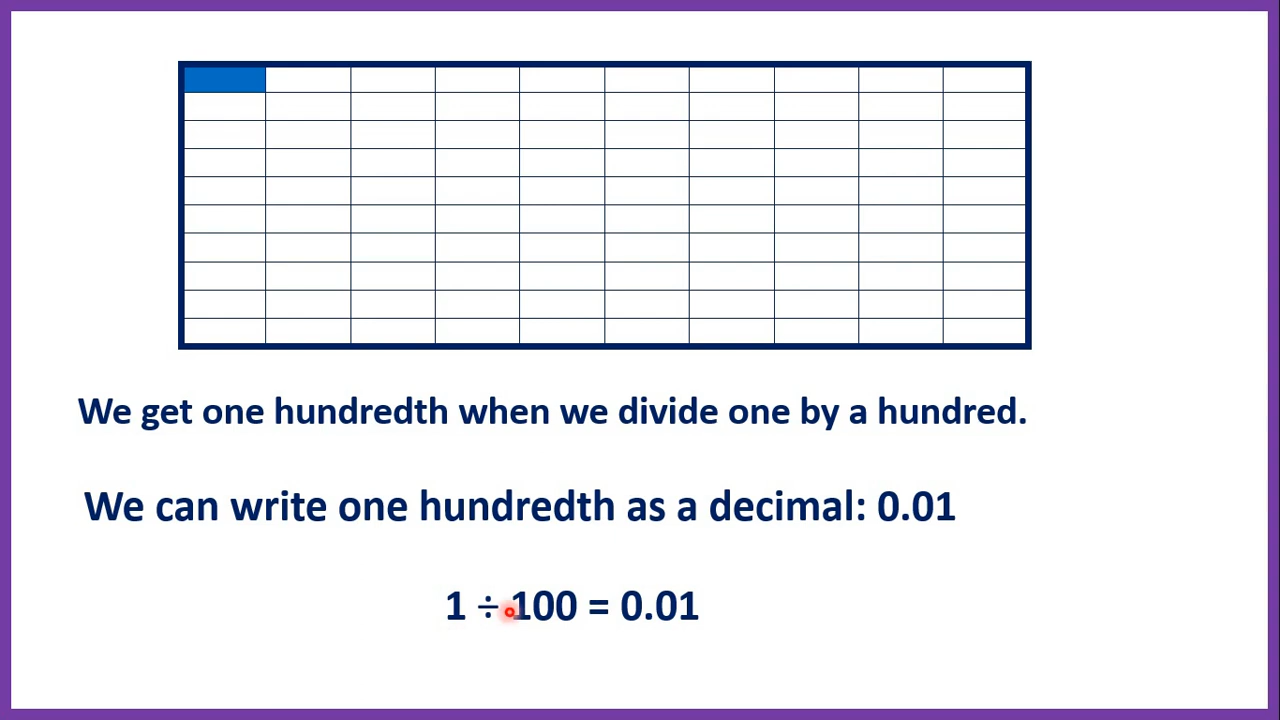 We get one hundredth when we divide one by a hundred.
We can write one hundredth as a decimal: 0.01
1 ÷ 100 = 0.01